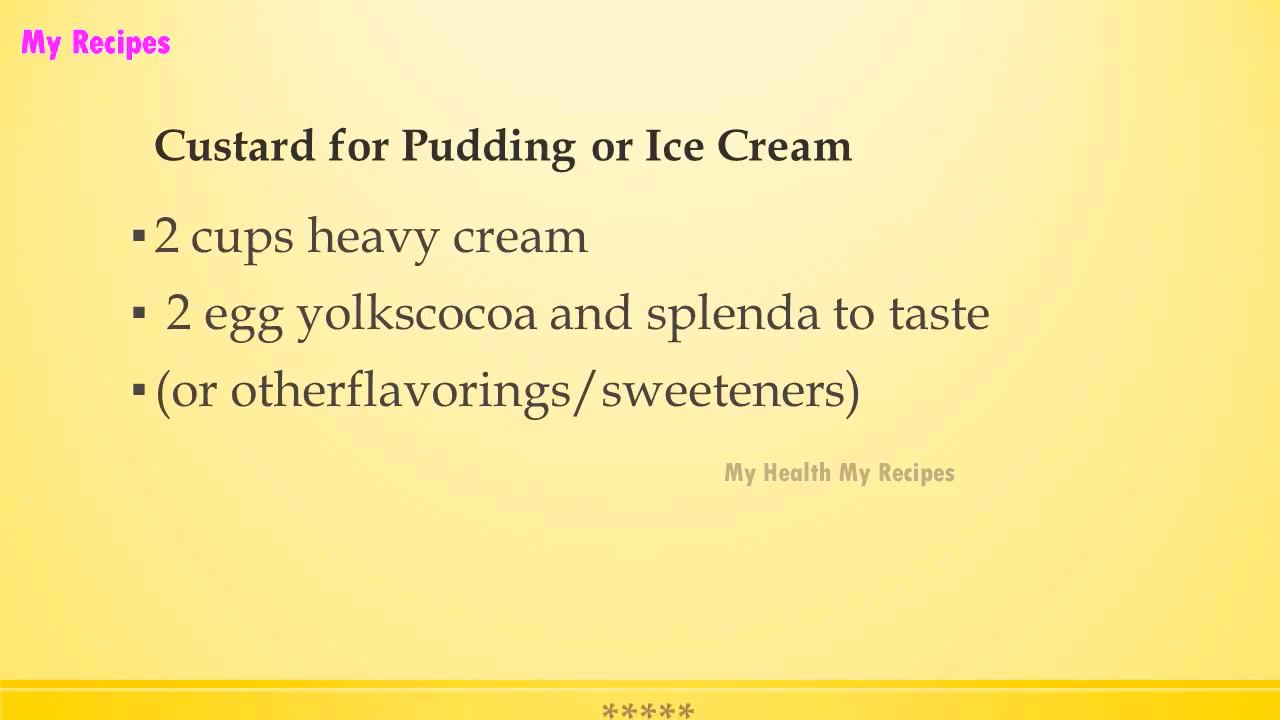 My Recipes
Custard for Pudding or Ice Cream
▪2 cups heavy cream
▪ 2 egg yolkscocoa and splenda to taste
▪(or otherflavorings/sweeteners)
My Health My Recipes
*****